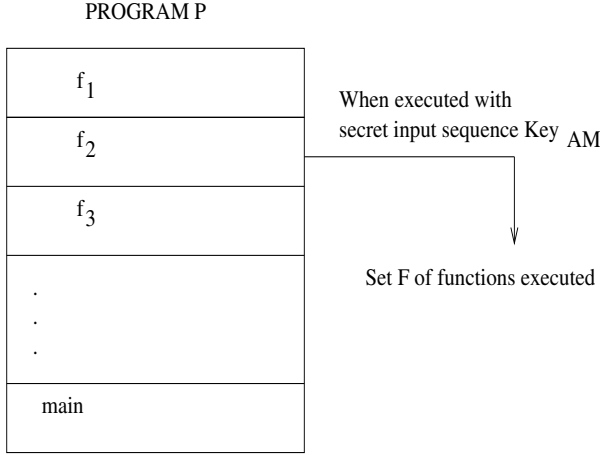 PROGRAM P
f1
f2
f3
.
.
.
main
When executed with
secret input sequence Key AM
Set F of functions executed